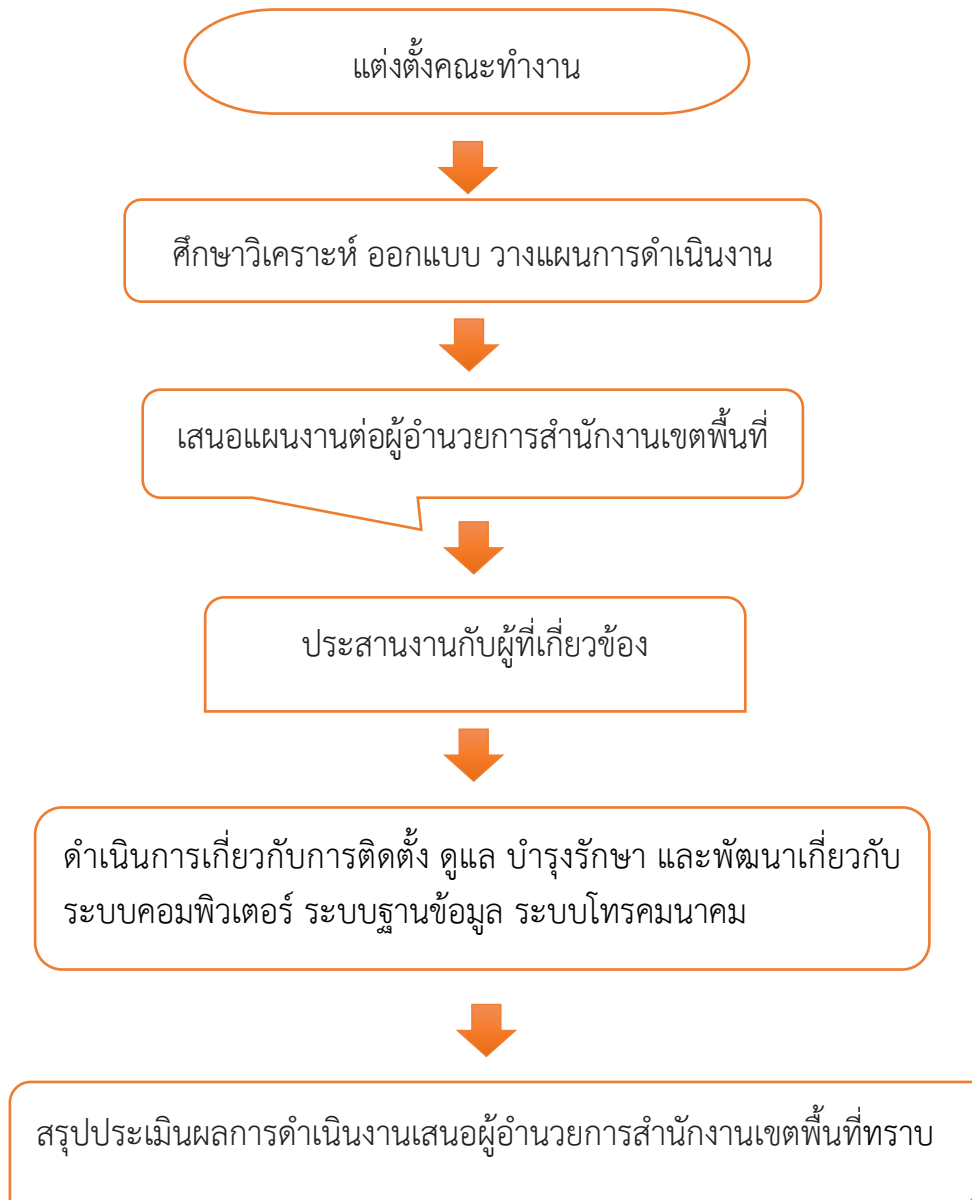 แต่งตั้งคณะทำงาน
ศึกษาวิเคราะห์ ออกแบบ วางแผนการดำเนินงาน
เสนอแผนงานต่อผู้อำนวยการสำนักงานเขตพื้นที่
ประสานงานกับผู้ที่เกี่ยวข้อง
ดำเนินการเกี่ยวกับการติดตั้ง ดูแล บำรุงรักษา และพัฒนาเกี่ยวกับ
ระบบคอมพิวเตอร์ ระบบฐานข้อมูล ระบบโทรคมนาคม
สรุปประเมินผลการดำเนินงานเสนอผู้อำนวยการสำนักงานเขตพื้นที่ทราบ